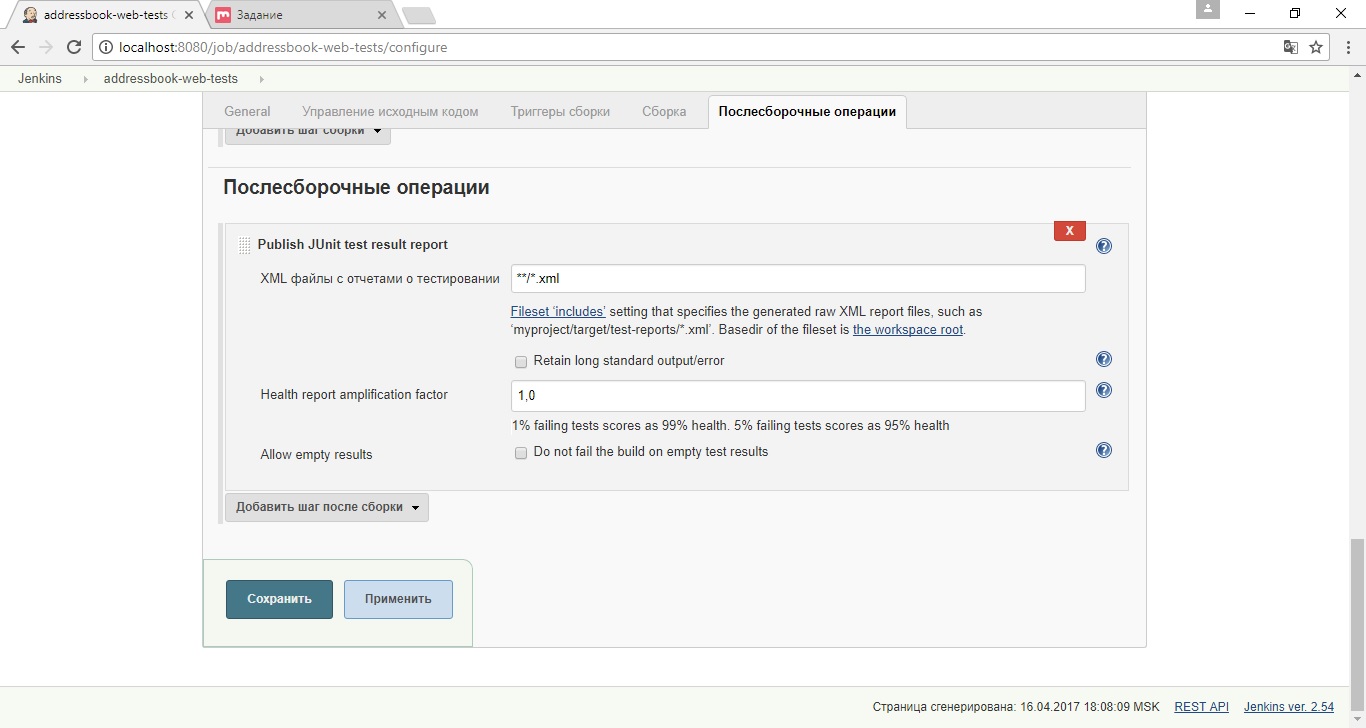 addressbook-web-tests
Задание
localhost:8080/job/addressbook-web-tests/configure
Jenkins
addressbook-web-tests
General
Управление исходным кодом
Триггеры сборки
Сборка
Послесборочные операции
Добавить шаг сборки
Послесборочные операции
X
Publish JUnit test result report
XML файлы с отчетами о тестировании
**/*.xml
Fileset ‘includes’ setting that specifies the generated raw XML report files, such as
‘myproject/target/test-reports/*.xml’. Basedir of the fileset is the workspace root.
Retain long standard output/error
Health report amplification factor
1,0
1% failing tests scores as 99% health. 5% failing tests scores as 95% health
Allow empty results
Do not fail the build on empty test results
Добавить шаг после сборки
Сохранить
Применить
Страница сгенерирована: 16.04.2017 18:08:09 MSK
REST API
Jenkins ver. 2.54